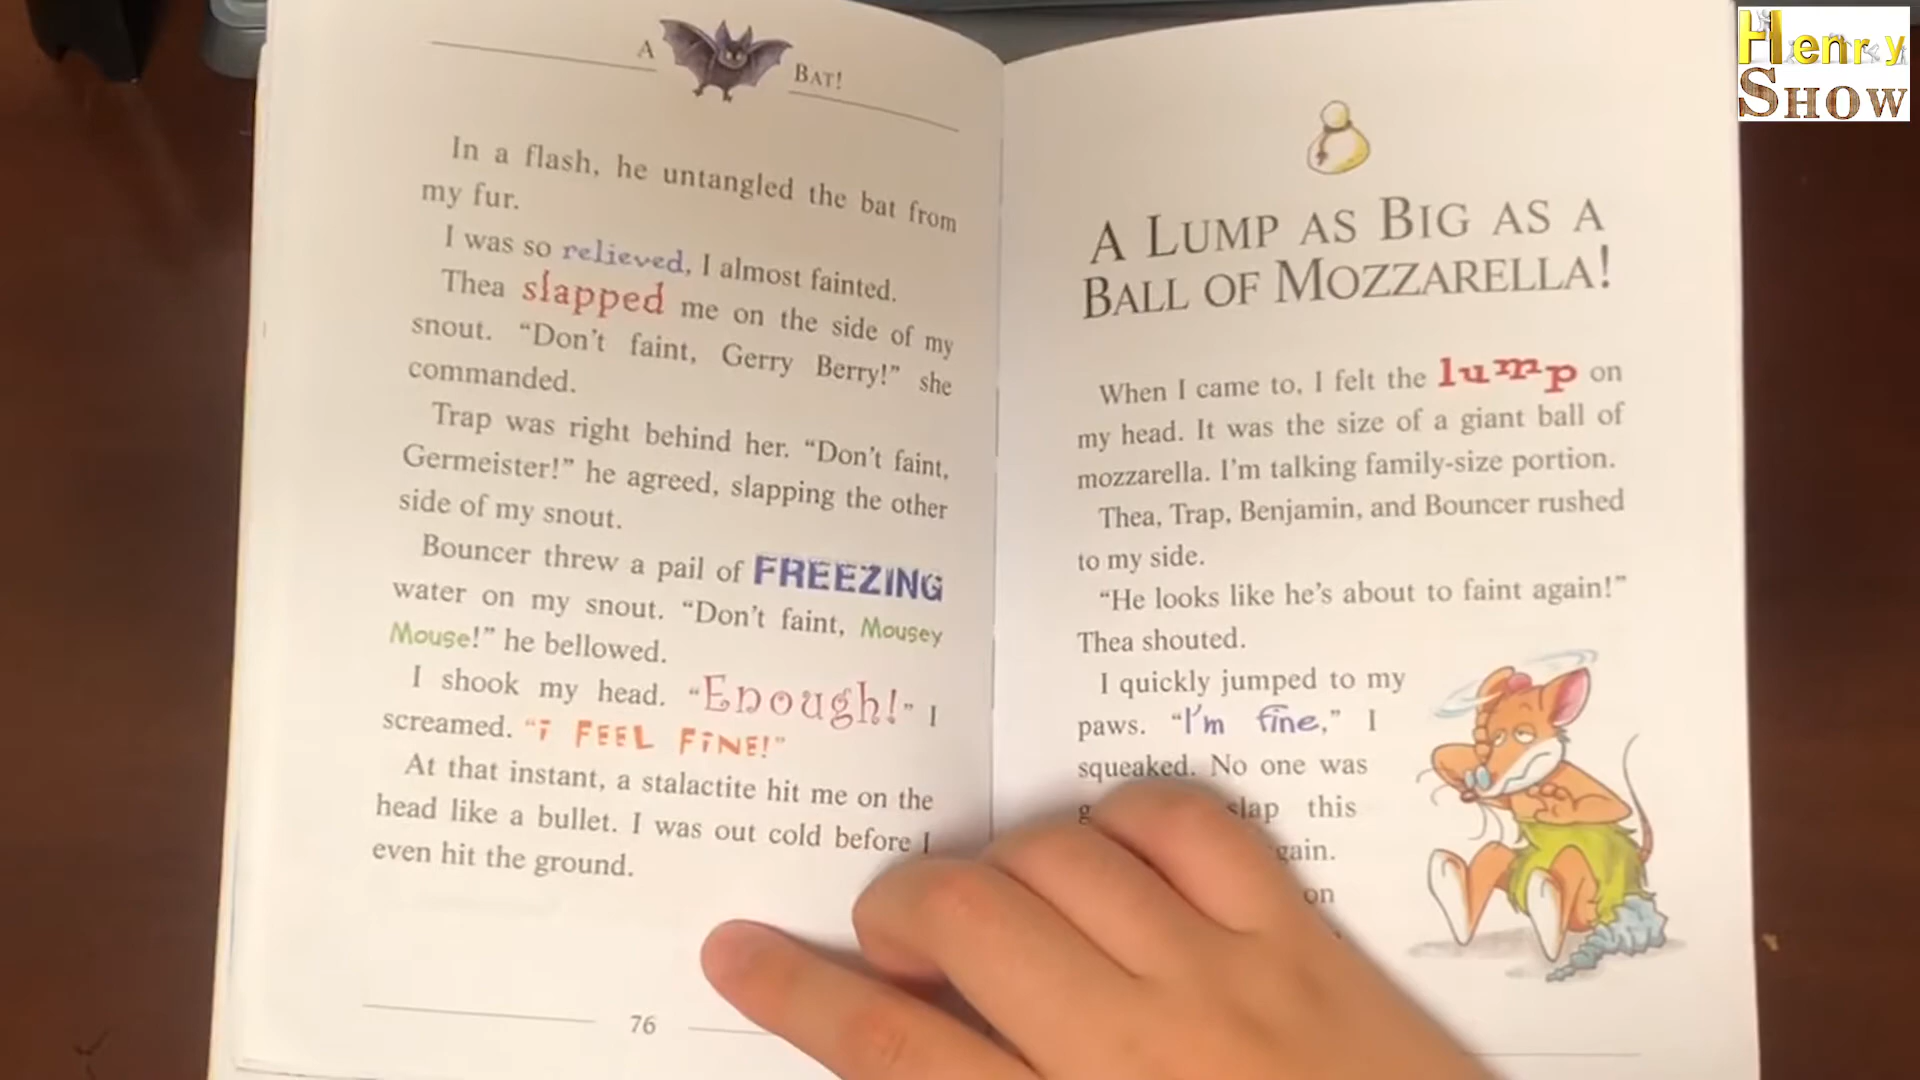 A BAT!
In a flash, he untangled the bat from
my fur.
I was so relieved, I almost fainted.
Thea slapped me on the side of my
snout. “Don’t faint, Gerry Berry!” she
commanded.
Trap was right behind her. “Don’t faint,
Germeister!” he agreed, slapping the other
side of my snout.
Bouncer threw a pail of FREEZING
water on my snout. “Don’t faint, Mousey
Mouse!” he bellowed.
I shook my head. “Enough!” I
screamed. “i FEEL FiNE!”
At that instant, a stalactite hit me on the
head like a bullet. I was out cold before I
even hit the ground.
76
A LUMP AS BIG AS A
BALL OF MOZZARELLA!
When I came to, I felt the lump on
my head. It was the size of a giant ball of
mozzarella. I’m talking family-size portion.
Thea, Trap, Benjamin, and Bouncer rushed
to my side.
“He looks like he’s about to faint again!”
Thea shouted.
I quickly jumped to my
paws. “I’m fine,” I
squeaked. No one was
slap this
gain.
on
Henry
SHOW